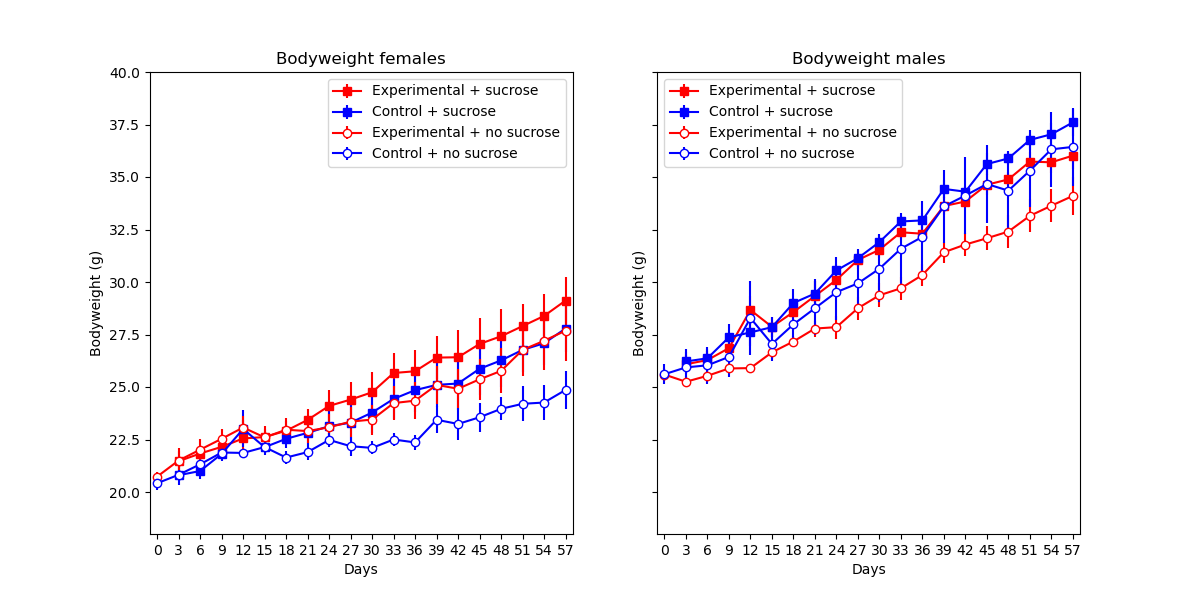 Bodyweight females
Bodyweight (g)
40.0
37.5
35.0
32.5
30.0
27.5
25.0
22.5
20.0
Experimental + sucrose
Control + sucrose
Experimental + no sucrose
Control + no sucrose
0 3 6 9 12 15 18 21 24 27 30 33 36 39 42 45 48 51 54 57
Days
Bodyweight males
Bodyweight (g)
Experimental + sucrose
Control + sucrose
Experimental + no sucrose
Control + no sucrose
0 3 6 9 12 15 18 21 24 27 30 33 36 39 42 45 48 51 54 57
Days